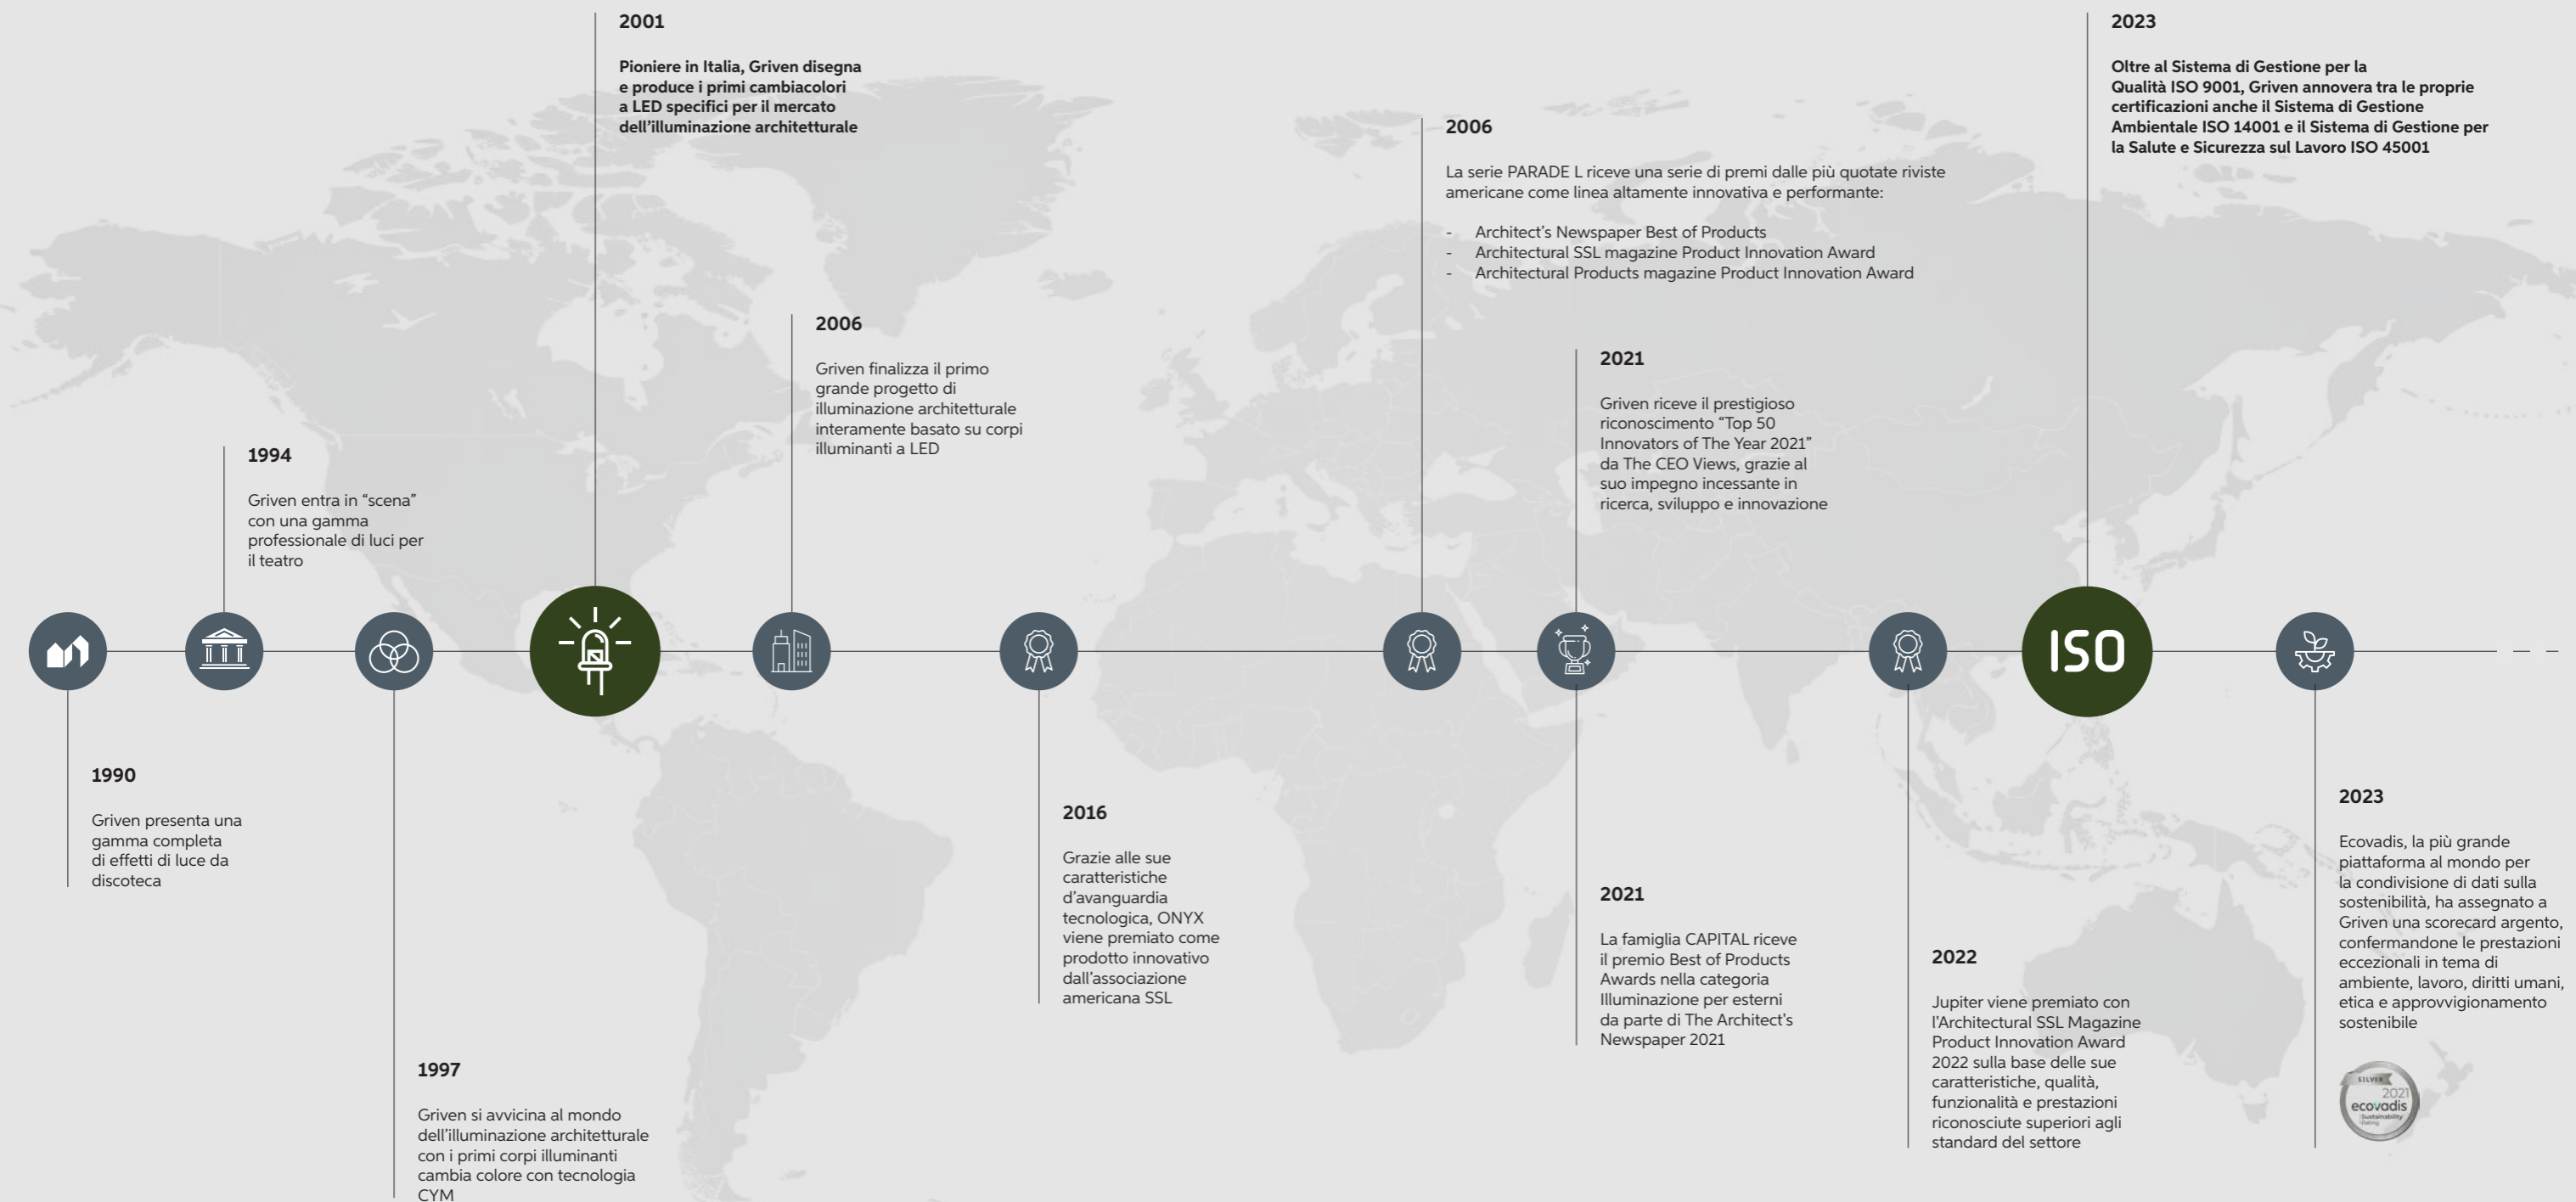 1990
Griven presenta una
gamma completa
di effetti di luce da
discoteca
1994
Griven entra in “scena”
con una gamma
professionale di luci per
il teatro
1997
Griven si avvicina al mondo
dell’illuminazione architetturale
con i primi corpi illuminanti
cambia colore con tecnologia
CYM
2001
Pioniere in Italia, Griven disegna
e produce i primi cambiacolori
a LED specifici per il mercato
dell’illuminazione architetturale
2006
Griven finalizza il primo
grande progetto di
illuminazione architetturale
interamente basato su corpi
illuminanti a LED
2016
Grazie alle sue
caratteristiche
d’avanguardia
tecnologica, ONYX
viene premiato come
prodotto innovativo
dall’associazione
americana SSL
2006
La serie PARADE L riceve una serie di premi dalle più quotate riviste
americane come linea altamente innovativa e performante:
- Architect’s Newspaper Best of Products
- Architectural SSL magazine Product Innovation Award
- Architectural Products magazine Product Innovation Award
2021
Griven riceve il prestigioso
riconoscimento “Top 50
Innovators of The Year 2021”
da The CEO Views, grazie al
suo impegno incessante in
ricerca, sviluppo e innovazione
2021
La famiglia CAPITAL riceve
il premio Best of Products
Awards nella categoria
Illuminazione per esterni
da parte di The Architect's
Newspaper 2021
2022
Jupiter viene premiato con
l'Architectural SSL Magazine
Product Innovation Award
2022 sulla base delle sue
caratteristiche, qualità,
funzionalità e prestazioni
riconosciute superiori agli
standard del settore
2023
Oltre al Sistema di Gestione per la
Qualità ISO 9001, Griven annovera tra le proprie
certificazioni anche il Sistema di Gestione
Ambientale ISO 14001 e il Sistema di Gestione per
la Salute e Sicurezza sul Lavoro ISO 45001
ISO
2023
Ecovadis, la più grande
piattaforma al mondo per
la condivisione di dati sulla
sostenibilità, ha assegnato a
Griven una scorecard argento,
confermandone le prestazioni
eccezionali in tema di
ambiente, lavoro, diritti umani,
etica e approvvigionamento
sostenibile
SILVER
2021
ecovadis
Sustainability
Rating